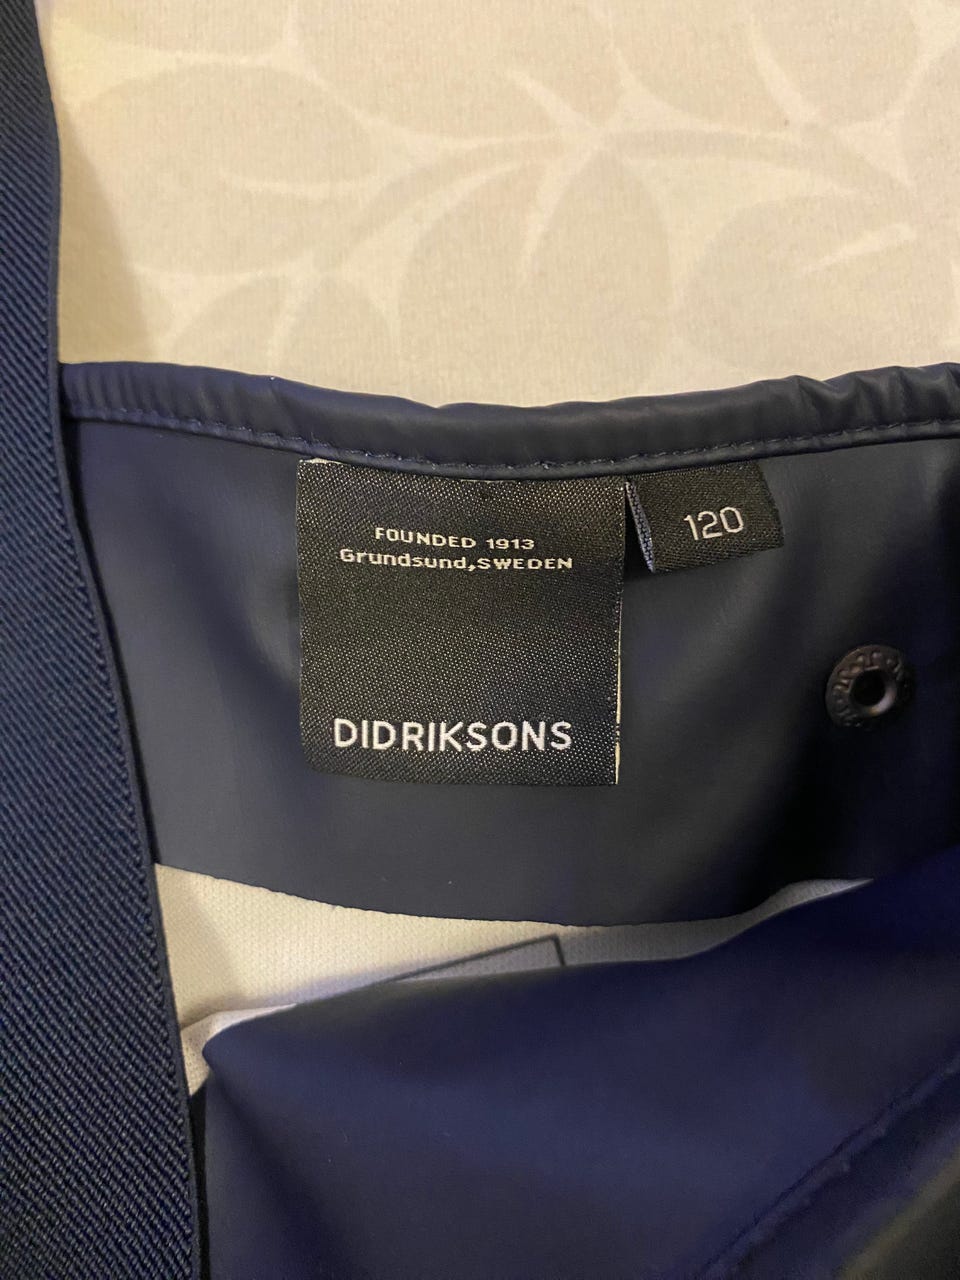 FOUNDED 1913
Grundsund,SWEDEN
DIDRIKSONS
120